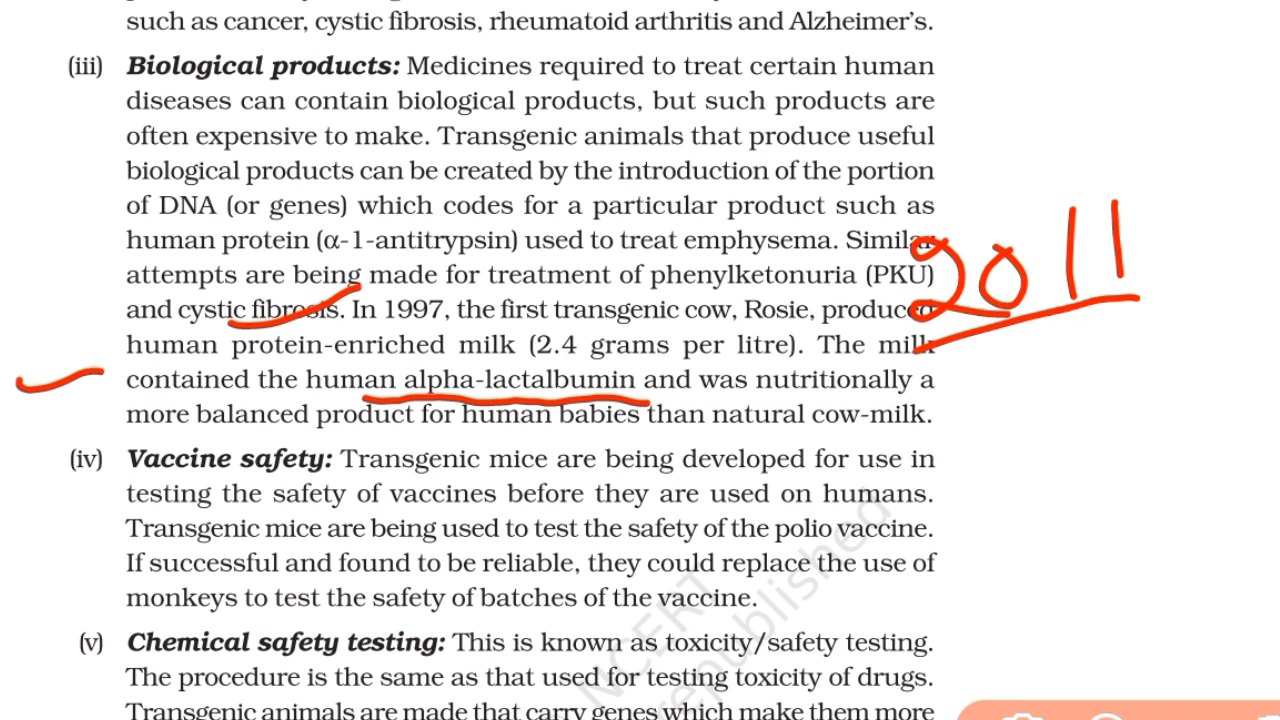 such as cancer, cystic fibrosis, rheumatoid arthritis and Alzheimer's.
(iii) Biological products: Medicines required to treat certain human
diseases can contain biological products, but such products are
often expensive to make. Transgenic animals that produce useful
biological products can be created by the introduction of the portion
of DNA (or genes) which codes for a particular product such as
human protein (α-1-antitrypsin) used to treat emphysema. Similar
attempts are being made for treatment of phenylketonuria (PKU)
and cystic fibrosis. In 1997, the first transgenic cow, Rosie, produced
human protein-enriched milk (2.4 grams per litre). The milk
contained the human alpha-lactalbumin and was nutritionally a
more balanced product for human babies than natural cow-milk.
2011
(iv) Vaccine safety: Transgenic mice are being developed for use in
testing the safety of vaccines before they are used on humans.
Transgenic mice are being used to test the safety of the polio vaccine.
If successful and found to be reliable, they could replace the use of
monkeys to test the safety of batches of the vaccine.
(v) Chemical safety testing: This is known as toxicity/safety testing.
The procedure is the same as that used for testing toxicity of drugs.
Transgenic animals are made that carry genes which make them more
NCERT
republished